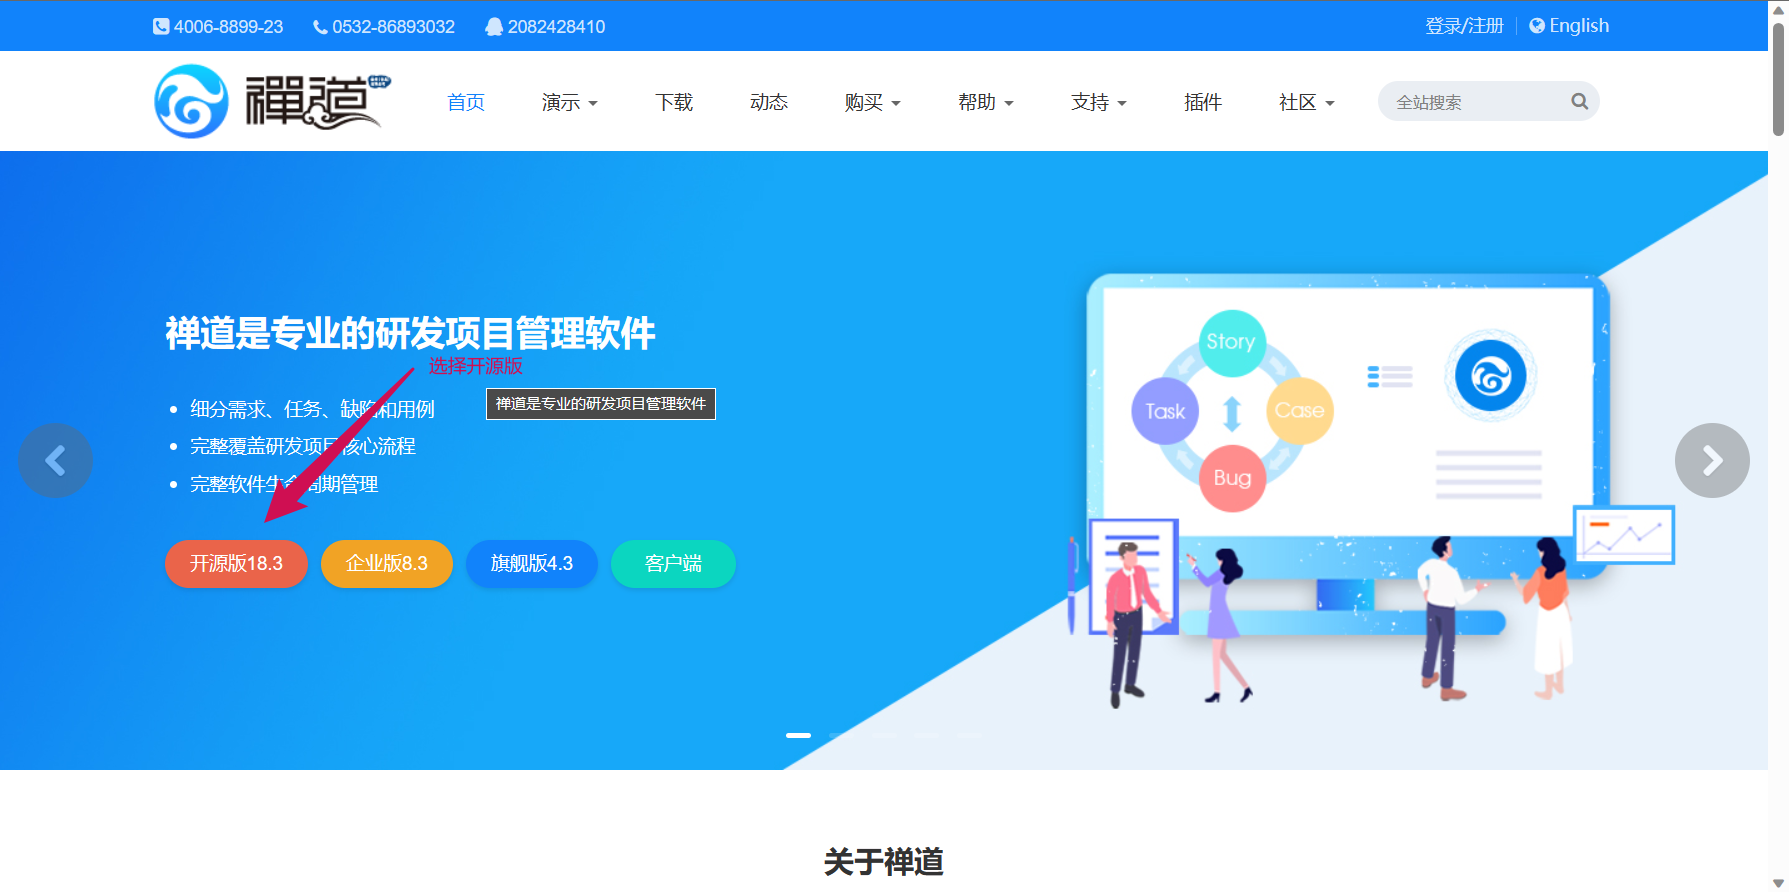 4006-8899-23 0532-86893032 2082428410 登录/注册 English
禅道 首页 演示 下载 动态 购买 帮助 支持 插件 社区 全站搜索
禅道是专业的研发项目管理软件
选择开源版
细分需求、任务、缺陷和用例
禅道是专业的研发项目管理软件
完整覆盖研发项目核心流程
完整软件生命周期管理
开源版18.3 企业版8.3 旗舰版4.3 客户端
Story
Task Case
Bug
关于禅道